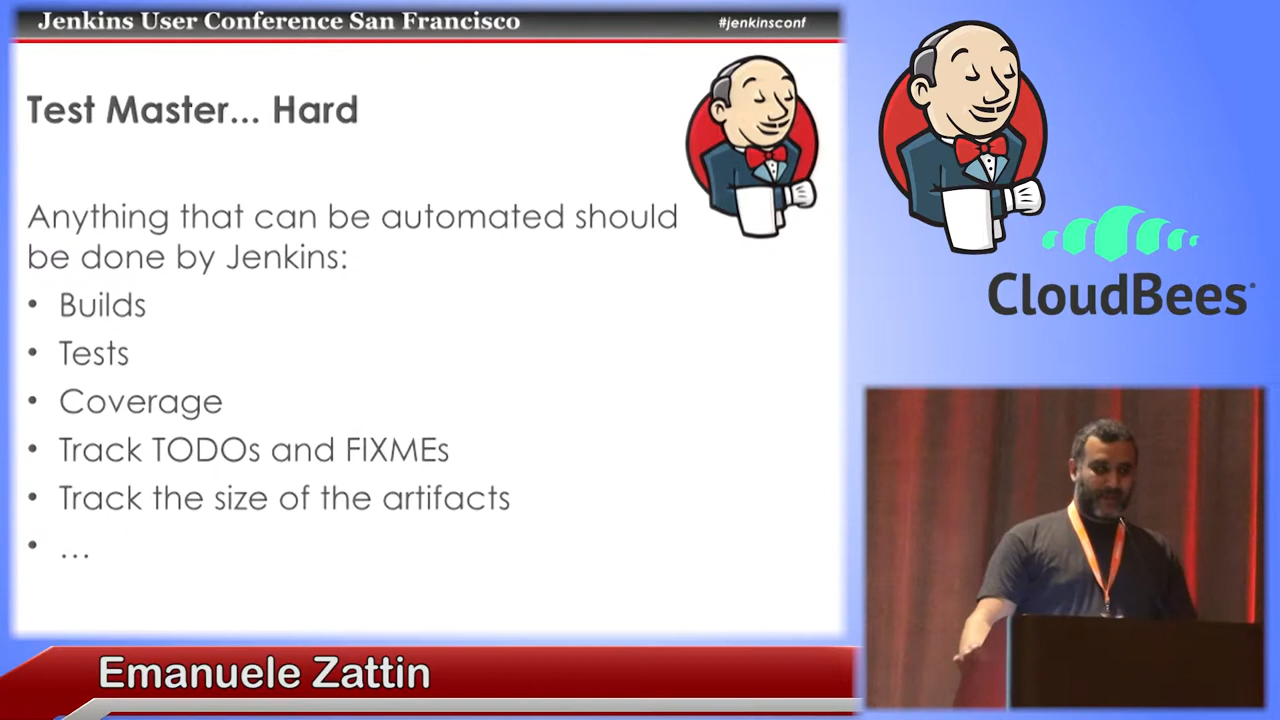 Jenkins User Conference San Francisco
#jenkinsconf
Test Master... Hard
Anything that can be automated should
be done by Jenkins:
• Builds
• Tests
• Coverage
• Track TODOs and FIXMEs
• Track the size of the artifacts
• ...
CloudBees
Emanuele Zattin